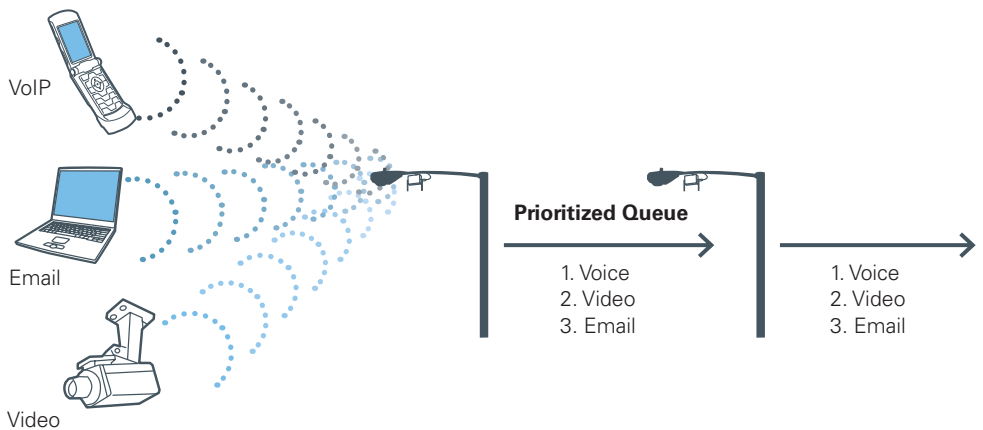 VoIP
Email
Video
Prioritized Queue
1. Voice
2. Video
3. Email
1. Voice
2. Video
3. Email